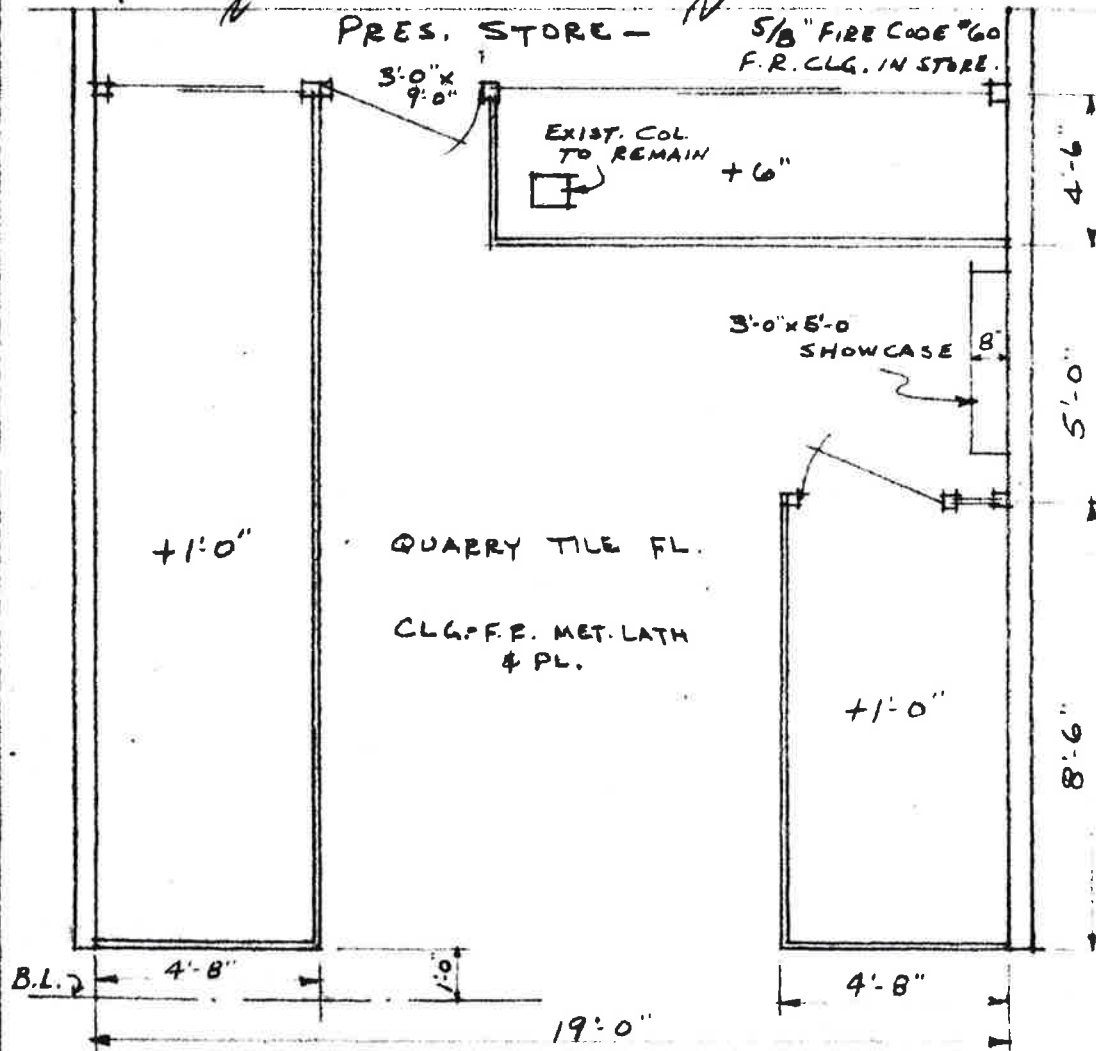 PRES. STORE -
5/8" FIRE CODE #60
F.R. CLG. IN STORE.
3'-0" x
9'-0"
EXIST. COL.
TO REMAIN
+6"
4'-6"
3'-0" x 5'-0
SHOWCASE
8"
5'-0"
+1'-0"
QUARRY TILE FL.
CLG.-F.R. MET. LATH
& PL.
+1'-0"
8'-6"
B.L.
4'-8"
1'-0"
4'-8"
19'-0"